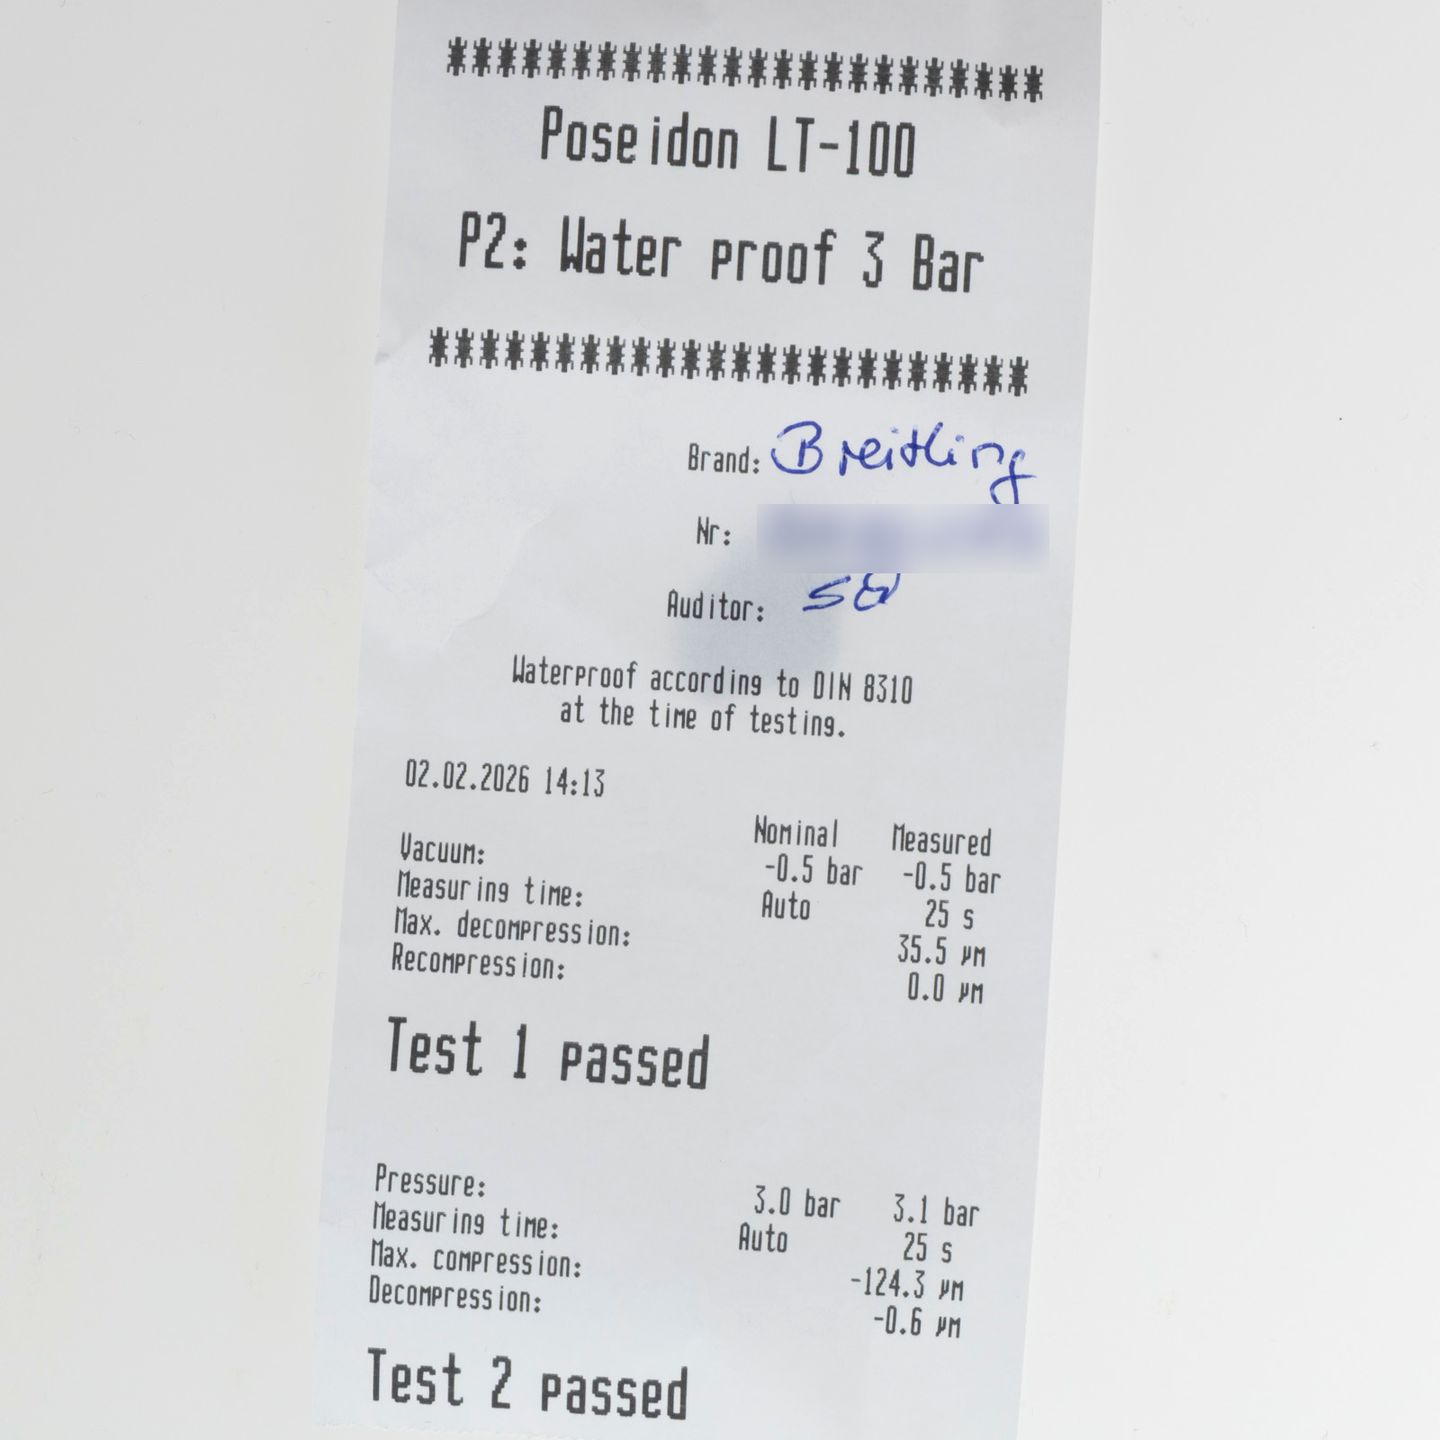 ************************
Poseidon LT-100
P2: Water proof 3 Bar
************************
Brand: Breitling
Nr:
Auditor:
Waterproof according to DIN 8310
at the time of testing.
02.02.2026 14:13
Nominal Measured
Vacuum: -0.5 bar -0.5 bar
Measuring time: Auto 25 s
Max. decompression: 35.5 µm
Recompression: 0.0 µm
Test 1 passed
Pressure: 3.0 bar 3.1 bar
Measuring time: Auto 25 s
Max. compression: -124.3 µm
Decompression: -0.6 µm
Test 2 passed